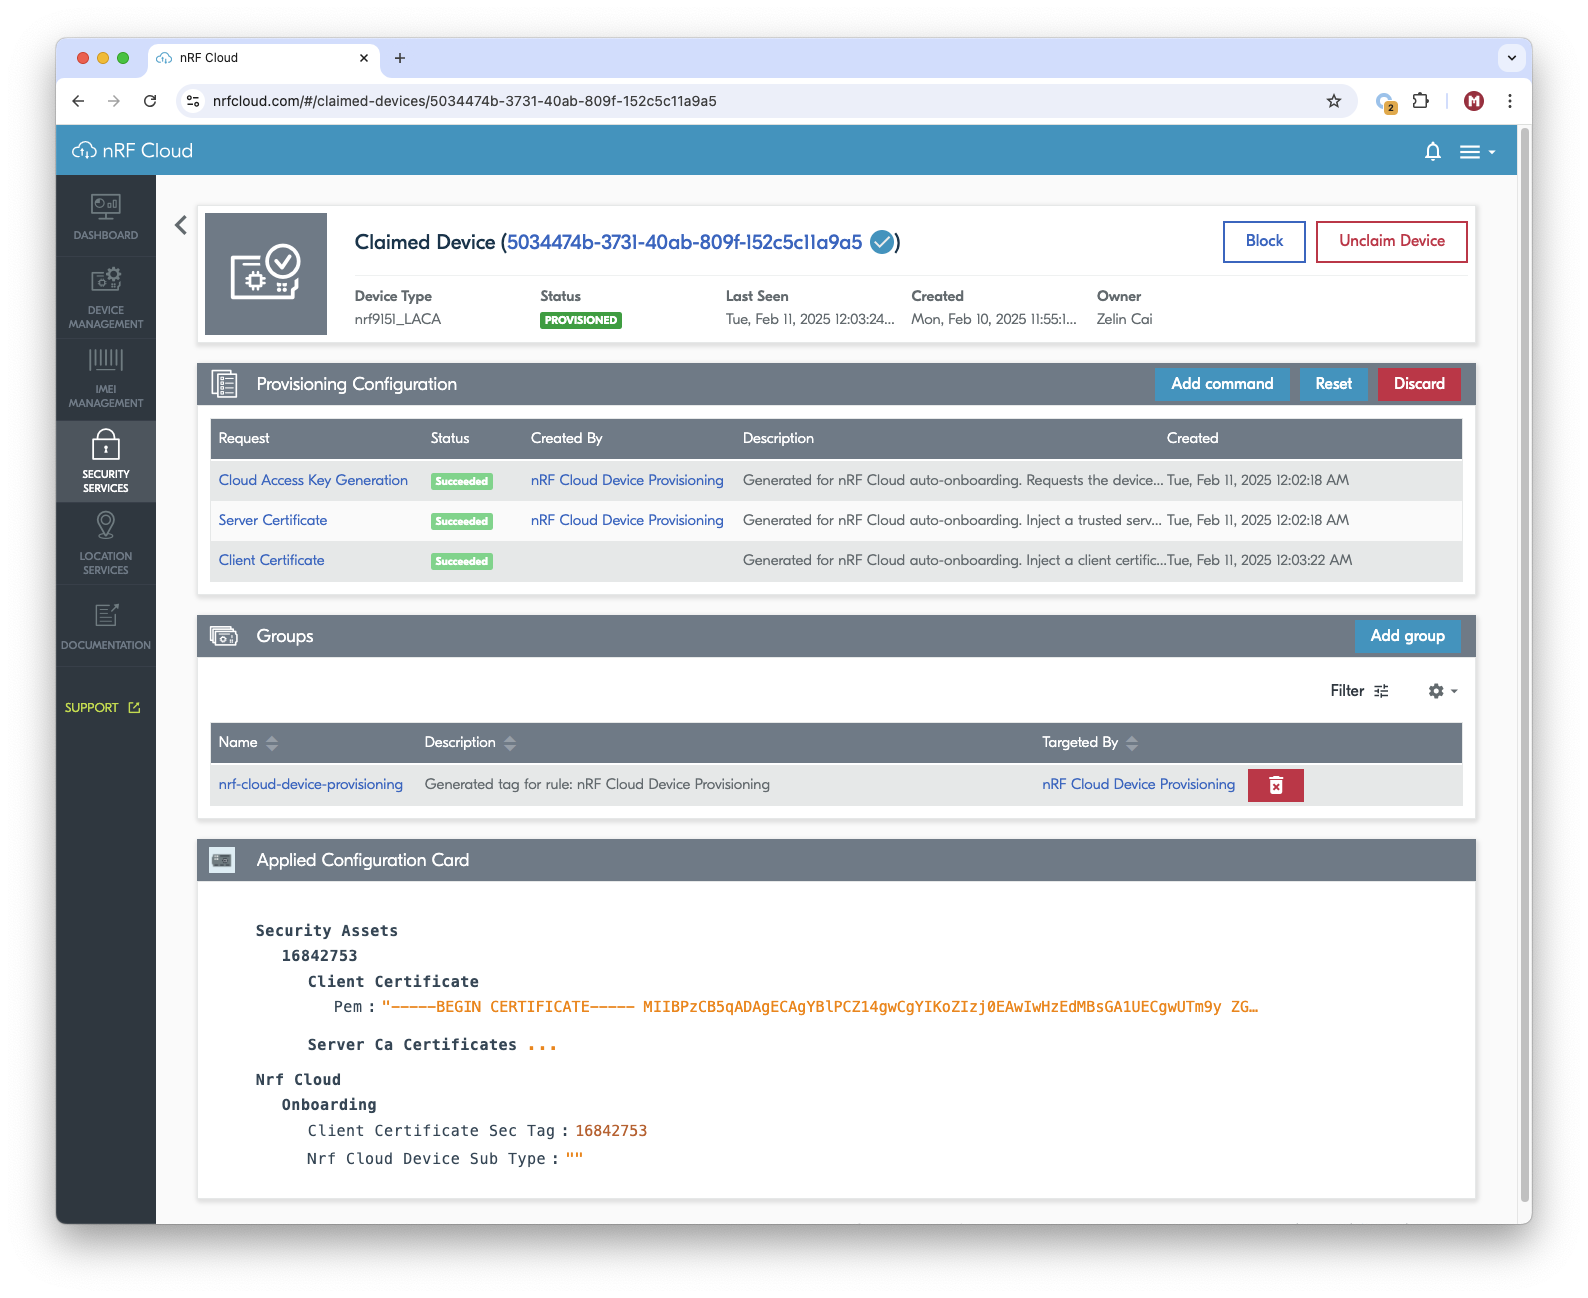 nRF Cloud
nrfcloud.com/#/claimed-devices/5034474b-3731-40ab-809f-152c5c11a9a5
2
M
nRF Cloud
DASHBOARD
DEVICE
MANAGEMENT
IMEI
MANAGEMENT
SECURITY
SERVICES
LOCATION
SERVICES
DOCUMENTATION
SUPPORT
Claimed Device (5034474b-3731-40ab-809f-152c5c11a9a5)
Block
Unclaim Device
Device Type Status Last Seen Created Owner
nrf9151_LACA PROVISIONED Tue, Feb 11, 2025 12:03:24... Mon, Feb 10, 2025 11:55:1... Zelin Cai
Provisioning Configuration Add command Reset Discard
Request Status Created By Description Created
Cloud Access Key Generation Succeeded nRF Cloud Device Provisioning Generated for nRF Cloud auto-onboarding. Requests the device... Tue, Feb 11, 2025 12:02:18 AM
Server Certificate Succeeded nRF Cloud Device Provisioning Generated for nRF Cloud auto-onboarding. Inject a trusted serv... Tue, Feb 11, 2025 12:02:18 AM
Client Certificate Succeeded Generated for nRF Cloud auto-onboarding. Inject a client certific... Tue, Feb 11, 2025 12:03:22 AM
Groups Add group
Filter
Name Description Targeted By
nrf-cloud-device-provisioning Generated tag for rule: nRF Cloud Device Provisioning nRF Cloud Device Provisioning
Applied Configuration Card
Security Assets
16842753
Client Certificate
Pem : "-----BEGIN CERTIFICATE----- MIIBPzCB5qADAgECAgYBlPCZ14gwCgYIKoZIzj0EAwIwHzEdMBsGA1UECgwUTm9y ZG…
Server Ca Certificates ...
Nrf Cloud
Onboarding
Client Certificate Sec Tag : 16842753
Nrf Cloud Device Sub Type : ""